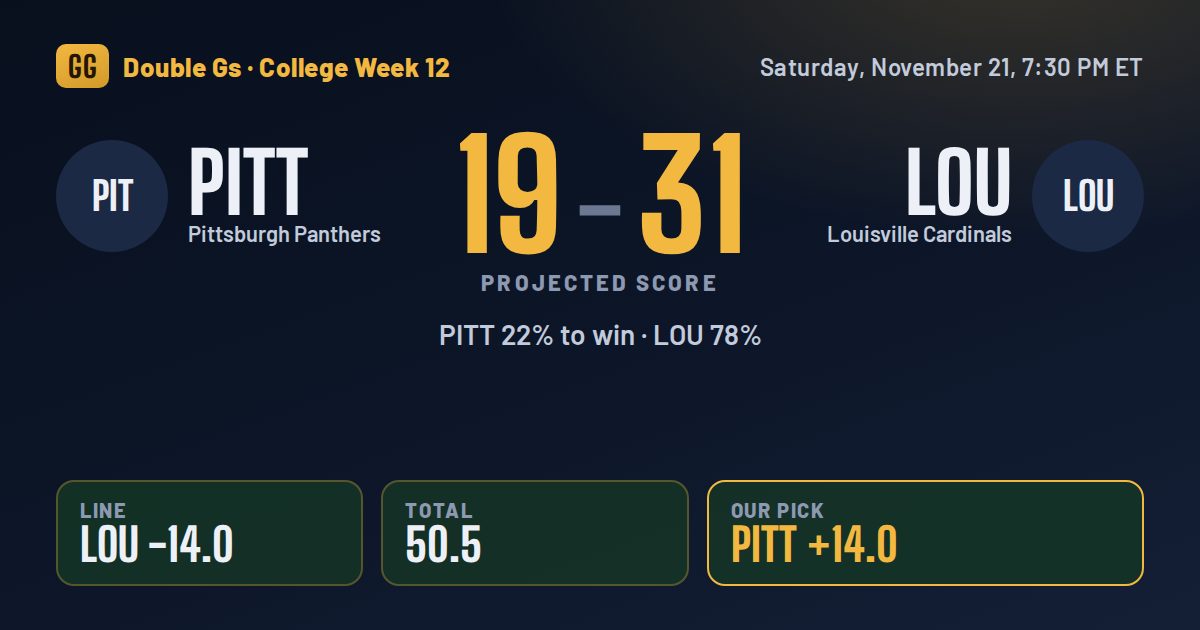 GG
Double Gs · College Week 12
Saturday, November 21, 7:30 PM ET
PIT
PITT
Pittsburgh Panthers
19 – 31
PROJECTED SCORE
PITT 22% to win · LOU 78%
LOU
Louisville Cardinals
LOU
LINE
LOU −14.0
TOTAL
50.5
OUR PICK
PITT +14.0